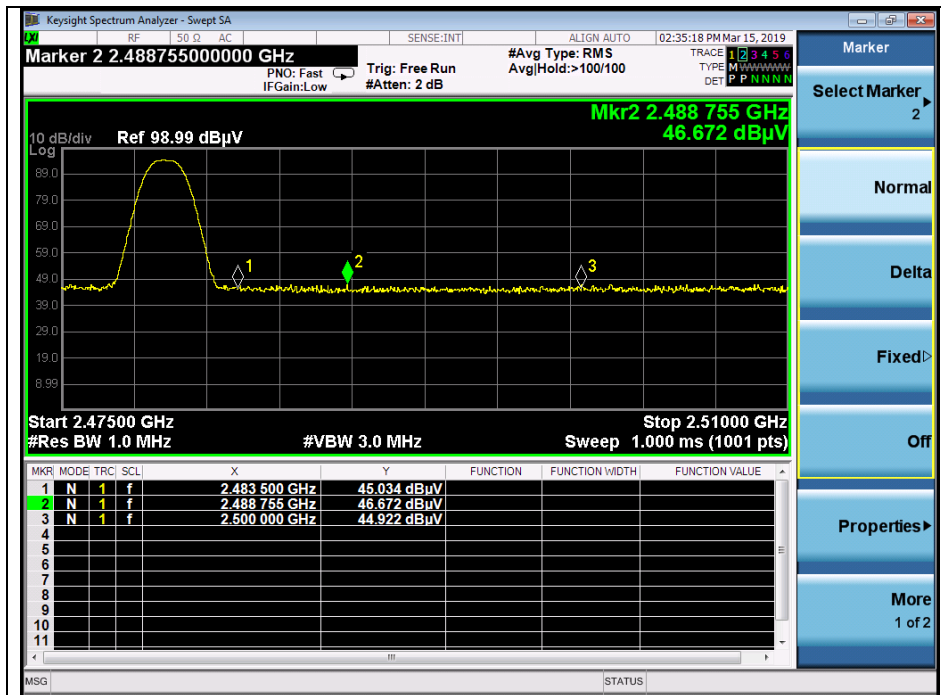 Keysight Spectrum Analyzer - Swept SA
LXI RF 50 Ω AC SENSE:INT ALIGN AUTO 02:35:18 PM Mar 15, 2019
Marker 2 2.488755000000 GHz
PNO: Fast
IFGain:Low
Trig: Free Run
#Atten: 2 dB
#Avg Type: RMS
Avg|Hold:>100/100
TRACE 1 2 3 4 5 6
TYPE M W W W W W
DET P P N N N N
Mkr2 2.488 755 GHz
46.672 dBµV
10 dB/div Ref 98.99 dBµV
Log
89.0
79.0
69.0
59.0
49.0
39.0
29.0
19.0
8.99
1
2
3
Start 2.47500 GHz Stop 2.51000 GHz
#Res BW 1.0 MHz #VBW 3.0 MHz Sweep 1.000 ms (1001 pts)
MKR MODE TRC SCL X Y FUNCTION FUNCTION WIDTH FUNCTION VALUE
1 N 1 f 2.483 500 GHz 45.034 dBµV
2 N 1 f 2.488 755 GHz 46.672 dBµV
3 N 1 f 2.500 000 GHz 44.922 dBµV
4
5
6
7
8
9
10
11
MSG STATUS
Marker
Select Marker
2
Normal
Delta
Fixed
Off
Properties
More
1 of 2